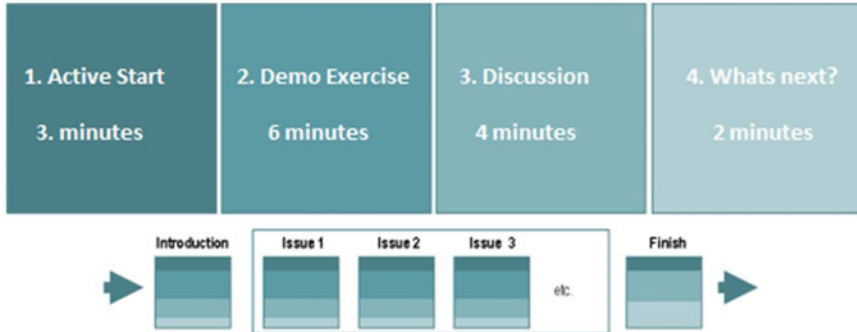 1. Active Start
3. minutes
2. Demo Exercise
6 minutes
3. Discussion
4 minutes
4. Whats next?
2 minutes
Introduction
Issue 1
Issue 2
Issue 3
etc.
Finish